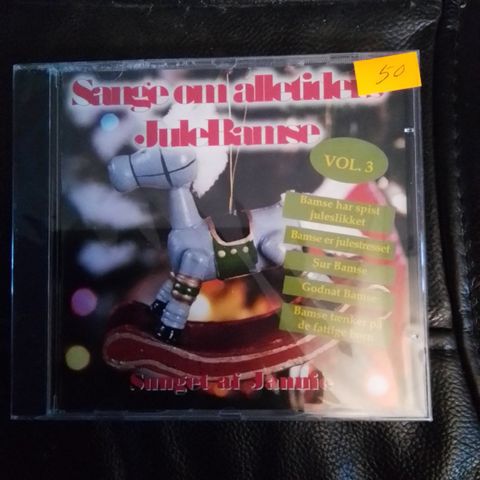 Sange om alletidens
JuleBamse
50
VOL. 3
Bamse har spist
juleslikket
Bamse er julestresset
Sur Bamse
Godnat Bamse
Bamse tænker på
de fattige børn
Sunget af